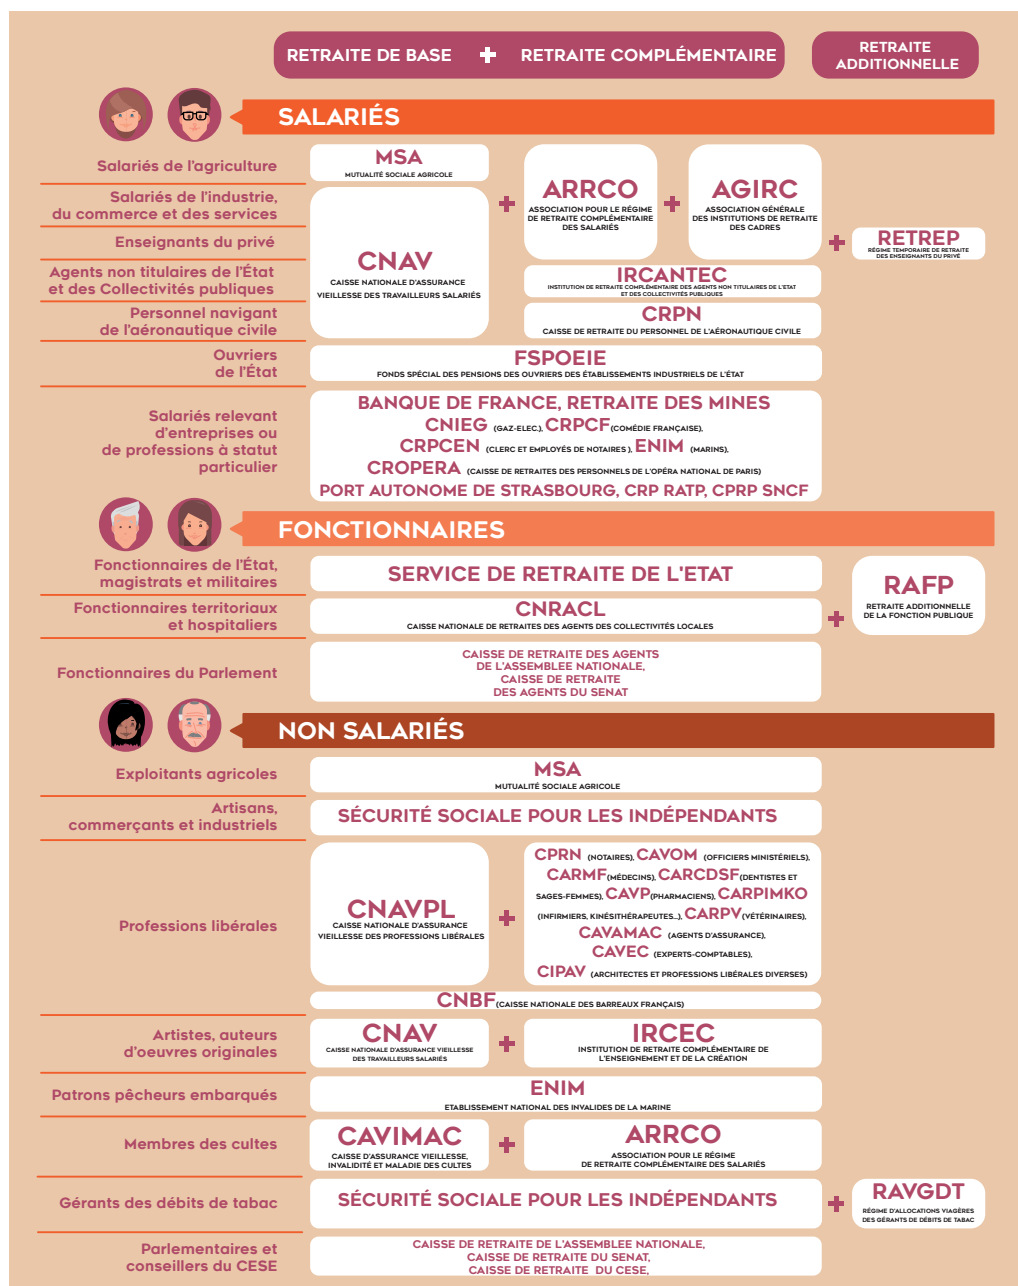 RETRAITE DE BASE + RETRAITE COMPLÉMENTAIRE
RETRAITE
ADDITIONNELLE
SALARIÉS
Salariés de l'agriculture
MSA
MUTUALITÉ SOCIALE AGRICOLE
Salariés de l'industrie,
du commerce et des services
Enseignants du privé
Agents non titulaires de l'État
et des Collectivités publiques
Personnel navigant
de l'aéronautique civile
CNAV
CAISSE NATIONALE D'ASSURANCE
VIEILLESSE DES TRAVAILLEURS SALARIÉS
+
ARRCO
ASSOCIATION POUR LE RÉGIME
DE RETRAITE COMPLÉMENTAIRE
DES SALARIÉS
+
AGIRC
ASSOCIATION GÉNÉRALE
DES INSTITUTIONS DE RETRAITE
DES CADRES
+
RETREP
RÉGIME TEMPORAIRE DE RETRAITE
DES ENSEIGNANTS DU PRIVÉ
IRCANTEC
INSTITUTION DE RETRAITE COMPLÉMENTAIRE DES AGENTS NON TITULAIRES DE L'ETAT
ET DES COLLECTIVITÉS PUBLIQUES
CRPN
CAISSE DE RETRAITE DU PERSONNEL DE L'AÉRONAUTIQUE CIVILE
Ouvriers
de l'État
FSPOEIE
FONDS SPÉCIAL DES PENSIONS DES OUVRIERS DES ÉTABLISSEMENTS INDUSTRIELS DE L'ÉTAT
Salariés relevant
d'entreprises ou
de professions à statut
particulier
BANQUE DE FRANCE, RETRAITE DES MINES
CNIEG (GAZ-ELEC.), CRPCF (COMÉDIE FRANÇAISE),
CRPCEN (CLERC ET EMPLOYÉS DE NOTAIRES ), ENIM (MARINS),
CROPERA (CAISSE DE RETRAITES DES PERSONNELS DE L'OPÉRA NATIONAL DE PARIS)
PORT AUTONOME DE STRASBOURG, CRP RATP, CPRP SNCF
FONCTIONNAIRES
Fonctionnaires de l'État,
magistrats et militaires
SERVICE DE RETRAITE DE L'ETAT
Fonctionnaires territoriaux
et hospitaliers
CNRACL
CAISSE NATIONALE DE RETRAITES DES AGENTS DES COLLECTIVITÉS LOCALES
+
RAFP
RETRAITE ADDITIONNELLE
DE LA FONCTION PUBLIQUE
Fonctionnaires du Parlement
CAISSE DE RETRAITE DES AGENTS
DE L'ASSEMBLEE NATIONALE,
CAISSE DE RETRAITE
DES AGENTS DU SENAT
NON SALARIÉS
Exploitants agricoles
MSA
MUTUALITÉ SOCIALE AGRICOLE
Artisans,
commerçants et industriels
SÉCURITÉ SOCIALE POUR LES INDÉPENDANTS
Professions libérales
CNAVPL
CAISSE NATIONALE D'ASSURANCE
VIEILLESSE DES PROFESSIONS LIBÉRALES
+
CPRN (NOTAIRES), CAVOM (OFFICIERS MINISTÉRIELS),
CARMF (MÉDECINS), CARCDSF (DENTISTES ET
SAGES-FEMMES), CAVP (PHARMACIENS), CARPIMKO
(INFIRMIERS, KINÉSITHÉRAPEUTES...), CARPV (VÉTÉRINAIRES),
CAVAMAC (AGENTS D'ASSURANCE),
CAVEC (EXPERTS-COMPTABLES),
CIPAV (ARCHITECTES ET PROFESSIONS LIBÉRALES DIVERSES)
CNBF (CAISSE NATIONALE DES BARREAUX FRANÇAIS)
Artistes, auteurs
d'oeuvres originales
CNAV
CAISSE NATIONALE D'ASSURANCE VIEILLESSE
DES TRAVAILLEURS SALARIÉS
+
IRCEC
INSTITUTION DE RETRAITE COMPLÉMENTAIRE DE
L'ENSEIGNEMENT ET DE LA CRÉATION
Patrons pêcheurs embarqués
ENIM
ETABLISSEMENT NATIONAL DES INVALIDES DE LA MARINE
Membres des cultes
CAVIMAC
CAISSE D'ASSURANCE VIEILLESSE,
INVALIDITÉ ET MALADIE DES CULTES
+
ARRCO
ASSOCIATION POUR LE RÉGIME
DE RETRAITE COMPLÉMENTAIRE DES SALARIÉS
Gérants des débits de tabac
SÉCURITÉ SOCIALE POUR LES INDÉPENDANTS
+
RAVGDT
RÉGIME D'ALLOCATIONS VIAGÈRES
DES GÉRANTS DE DÉBITS DE TABAC
Parlementaires et
conseillers du CESE
CAISSE DE RETRAITE DE L'ASSEMBLEE NATIONALE,
CAISSE DE RETRAITE DU SENAT,
CAISSE DE RETRAITE DU CESE,